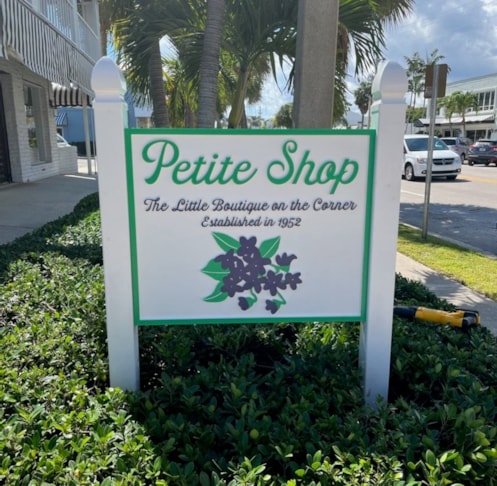 Petite Shop
The Little Boutique on the Corner
Established in 1952